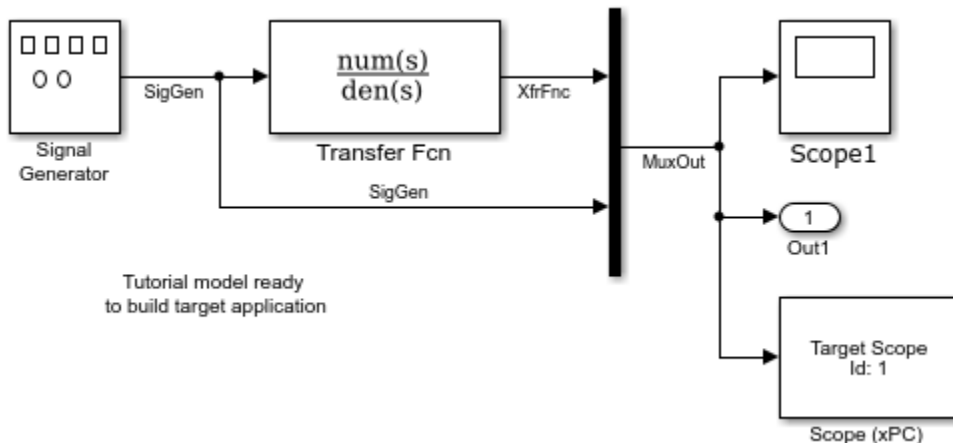 num(s)
den(s)
SigGen
XfrFnc
Signal
Generator
Transfer Fcn
MuxOut
Scope1
SigGen
1
Out1
Tutorial model ready
to build target application
Target Scope
Id: 1
Scope (xPC)